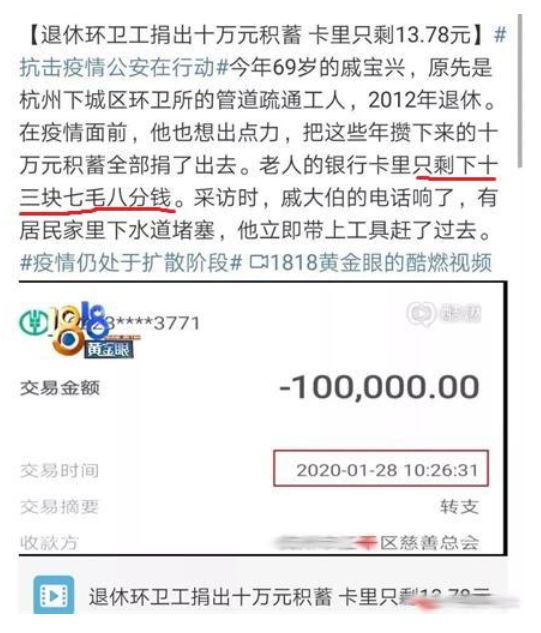 【退休环卫工捐出十万元积蓄 卡里只剩13.78元】#
抗击疫情公安在行动#今年69岁的戚宝兴，原先是
杭州下城区环卫所的管道疏通工人，2012年退休。
在疫情面前，他也想出点力，把这些年攒下来的十
万元积蓄全部捐了出去。老人的银行卡里只剩下十
三块七毛八分钱。采访时，戚大伯的电话响了，有
居民家里下水道堵塞，他立即带上工具赶了过去。
#疫情仍处于扩散阶段# 1818黄金眼的酷燃视频
1818
黄金眼
****3771
交易金额
-100,000.00
交易时间
2020-01-28 10:26:31
交易摘要
转支
收款方
区慈善总会
退休环卫工捐出十万元积蓄 卡里只剩13.78元